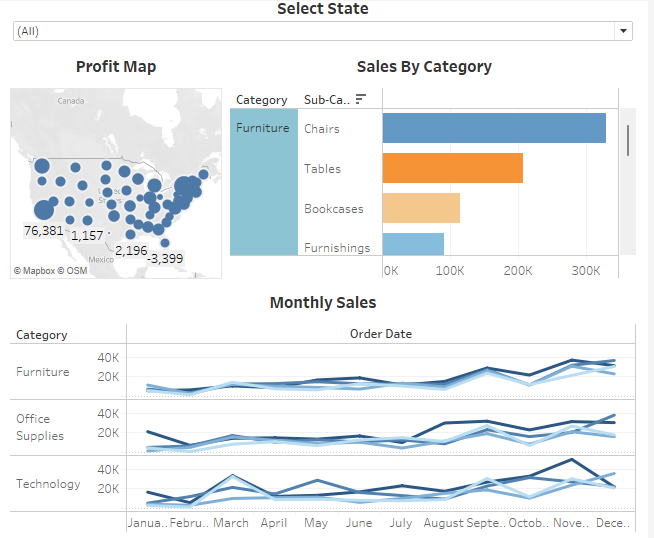 Select State
(All)
Profit Map
Canada
Mexico
76,381
1,157
2,196
-3,399
© Mapbox © OSM
Sales By Category
Category Sub-Ca..
Furniture Chairs
Tables
Bookcases
Furnishings
0K 100K 200K 300K
Monthly Sales
Category Order Date
Furniture 40K
20K
Office Supplies 40K
20K
Technology 40K
20K
Janua.. Febru.. March April May June July August Septe.. Octob.. Nove.. Dece..